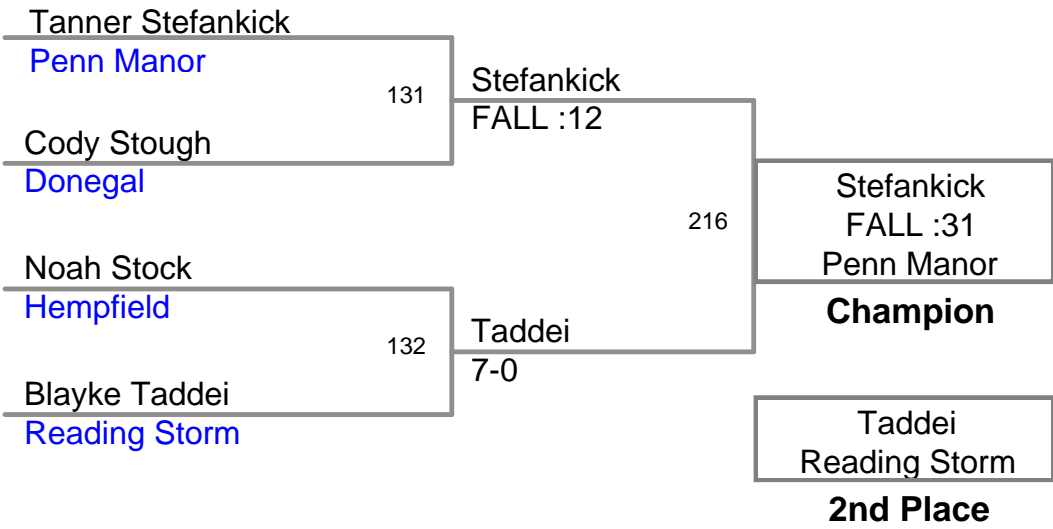 Tanner Stefankick
Penn Manor
131
Stefankick
FALL :12
Cody Stough
Donegal
216
Stefankick
FALL :31
Penn Manor
Champion
Noah Stock
Hempfield
132
Taddei
7-0
Blayke Taddei
Reading Storm
Taddei
Reading Storm
2nd Place